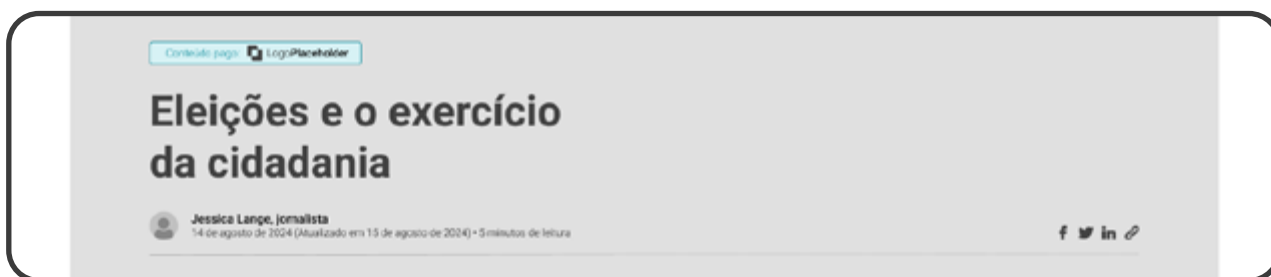 Conteúdo pago: LogoPlaceholder
Eleições e o exercício
da cidadania
Jessica Lange, jornalista
14 de agosto de 2024 (Atualizado em 15 de agosto de 2024) • 5 minutos de leitura